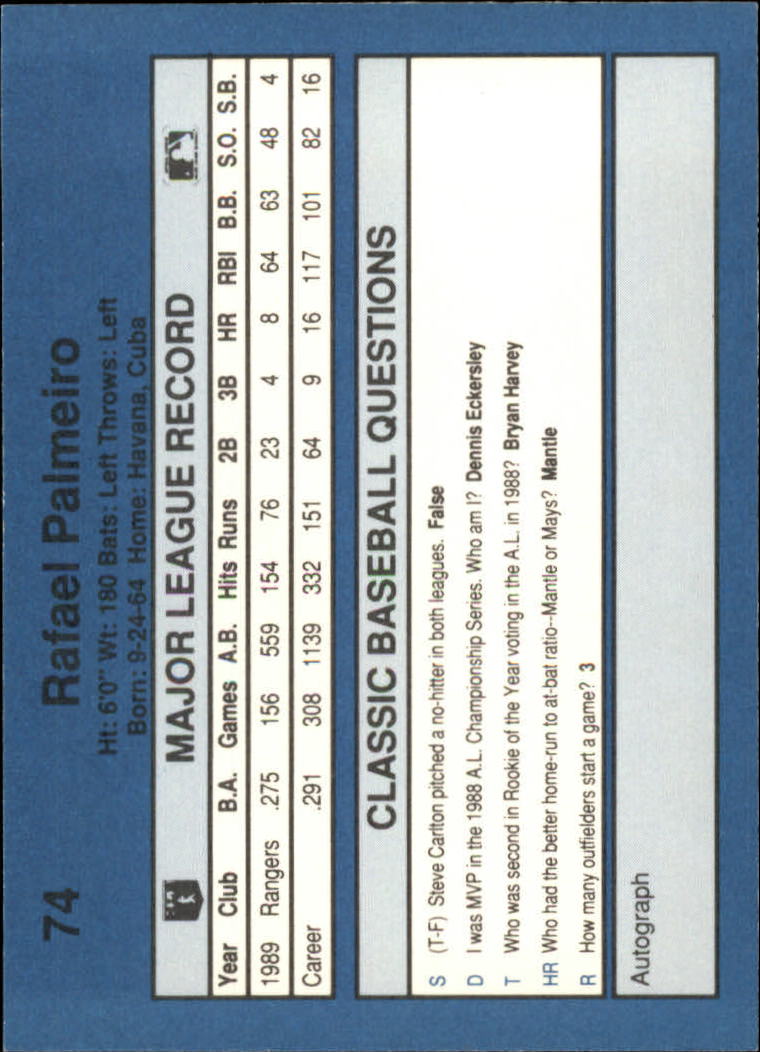 74 Rafael Palmeiro
Ht: 6'0" Wt: 180 Bats: Left Throws: Left
Born: 9-24-64 Home: Havana, Cuba
MAJOR LEAGUE RECORD
Year Club B.A. Games A.B. Hits Runs 2B 3B HR RBI B.B. S.O. S.B.
1989 Rangers .275 156 559 154 76 23 4 8 64 63 48 4
Career .291 308 1139 332 151 64 9 16 117 101 82 16
CLASSIC BASEBALL QUESTIONS
S (T-F) Steve Carlton pitched a no-hitter in both leagues. False
D I was MVP in the 1988 A.L. Championship Series. Who am I? Dennis Eckersley
T Who was second in Rookie of the Year voting in the A.L. in 1988? Bryan Harvey
HR Who had the better home-run to at-bat ratio--Mantle or Mays? Mantle
R How many outfielders start a game? 3
Autograph